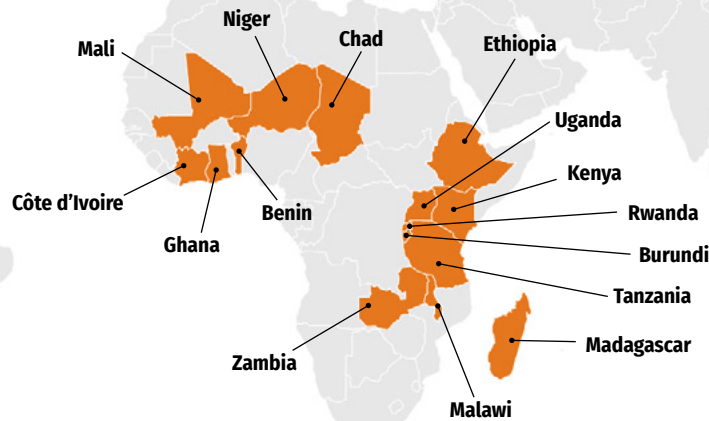 Niger
Chad
Ethiopia
Mali
Uganda
Kenya
Côte d’Ivoire
Benin
Rwanda
Ghana
Burundi
Tanzania
Zambia
Madagascar
Malawi